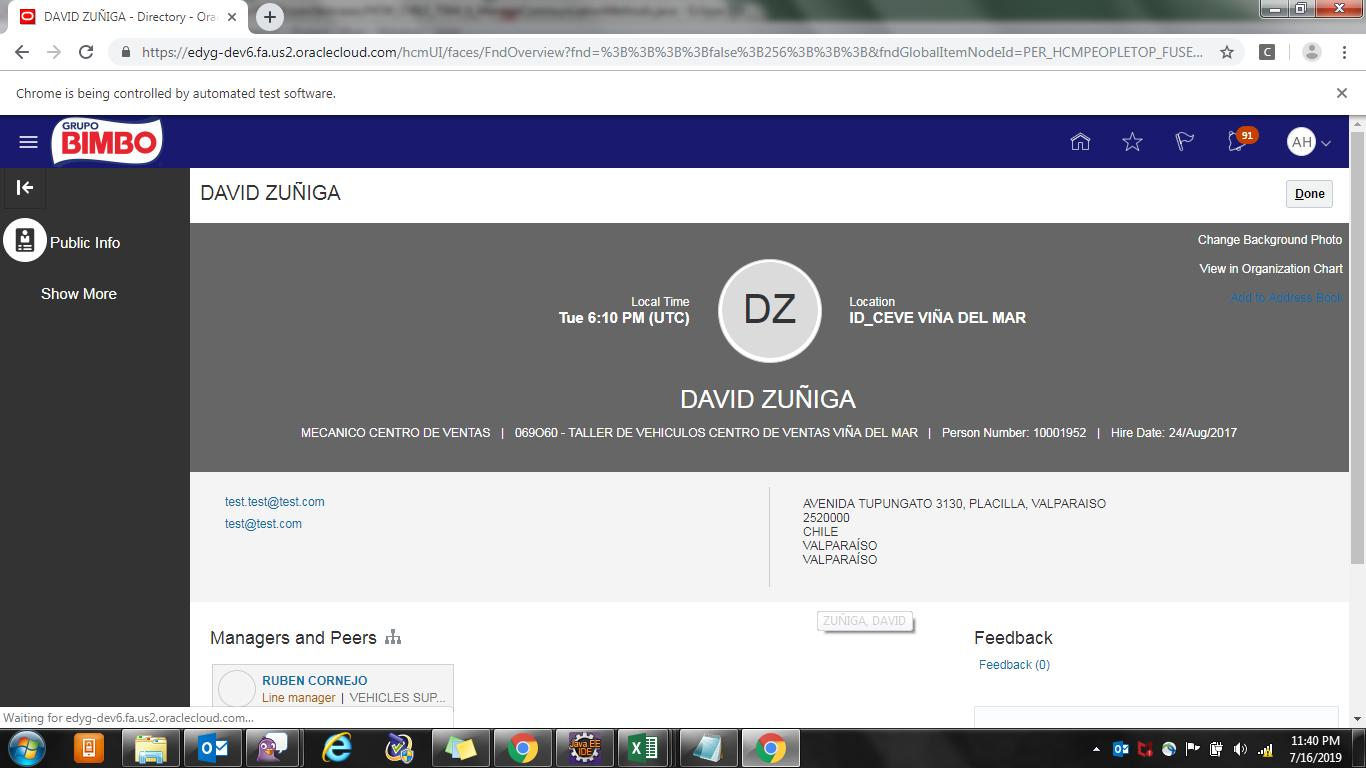 DAVID ZUÑIGA - Directory - Ora
https://edyg-dev6.fa.us2.oraclecloud.com/hcmUI/faces/FndOverview?fnd=%3B%3B%3B%3Bfalse%3B256%3B%3B%3B&fndGlobalItemNodeId=PER_HCMPEOPLETOP_FUSE...
C
Chrome is being controlled by automated test software.
GRUPO
BIMBO
91
AH
DAVID ZUÑIGA
Done
Public Info
Show More
Change Background Photo
View in Organization Chart
Add to Address Book
Local Time
Tue 6:10 PM (UTC)
DZ
Location
ID_CEVE VIÑA DEL MAR
DAVID ZUÑIGA
MECANICO CENTRO DE VENTAS | 069O60 - TALLER DE VEHICULOS CENTRO DE VENTAS VIÑA DEL MAR | Person Number: 10001952 | Hire Date: 24/Aug/2017
test.test@test.com
test@test.com
AVENIDA TUPUNGATO 3130, PLACILLA, VALPARAISO
2520000
CHILE
VALPARAÍSO
VALPARAÍSO
ZUÑIGA, DAVID
Managers and Peers
RUBEN CORNEJO
Line manager | VEHICLES SUP...
Feedback
Feedback (0)
Waiting for edyg-dev6.fa.us2.oraclecloud.com...
Java EE
IDE
11:40 PM
7/16/2019